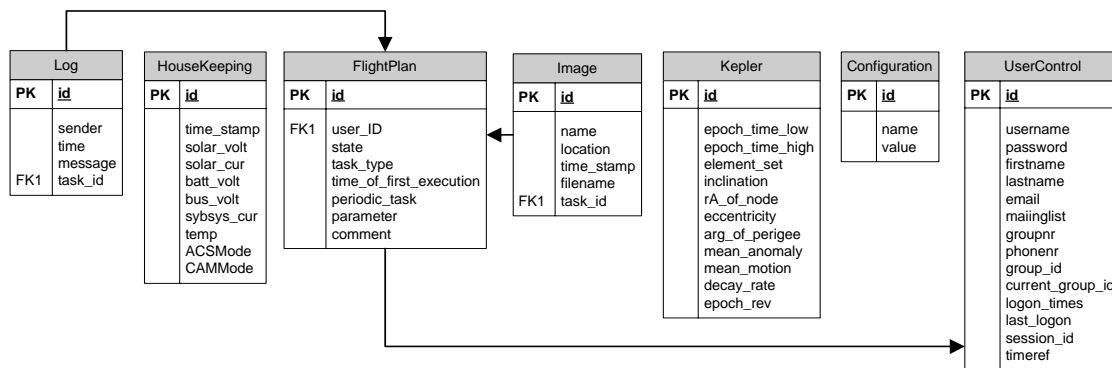 Log
PK id
sender
time
message
FK1 task_id
HouseKeeping
PK id
time_stamp
solar_volt
solar_cur
batt_volt
bus_volt
sybsys_cur
temp
ACSMode
CAMMode
FlightPlan
PK id
FK1 user_ID
state
task_type
time_of_first_execution
periodic_task
parameter
comment
Image
PK id
name
location
time_stamp
filename
FK1 task_id
Kepler
PK id
epoch_time_low
epoch_time_high
element_set
inclination
rA_of_node
eccentricity
arg_of_perigee
mean_anomaly
mean_motion
decay_rate
epoch_rev
Configuration
PK id
name
value
UserControl
PK id
username
password
firstname
lastname
email
maiinglist
groupnr
phonenr
group_id
current_group_id
logon_times
last_logon
session_id
timeref